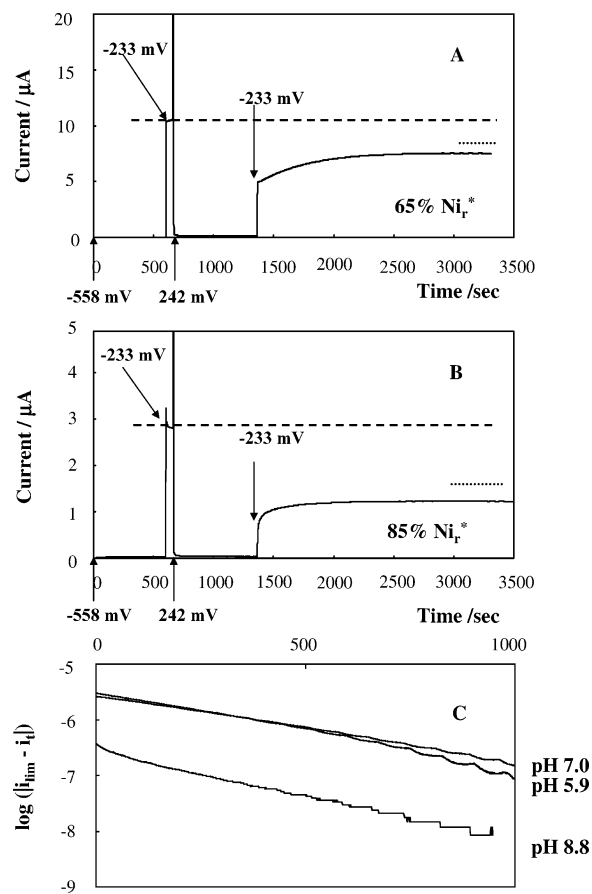 20
15
10
5
0
Current / µA
-233 mV
A
-233 mV
65% Nir*
0 500 1000 1500 2000 2500 3000 3500
-558 mV 242 mV Time /sec
5
4
3
2
1
0
Current / µA
-233 mV
B
-233 mV
85% Nir*
0 500 1000 1500 2000 2500 3000 3500
-558 mV 242 mV Time /sec
0 500 1000
-5
-6
-7
-8
-9
log (|ilim - it|)
C
pH 7.0
pH 5.9
pH 8.8